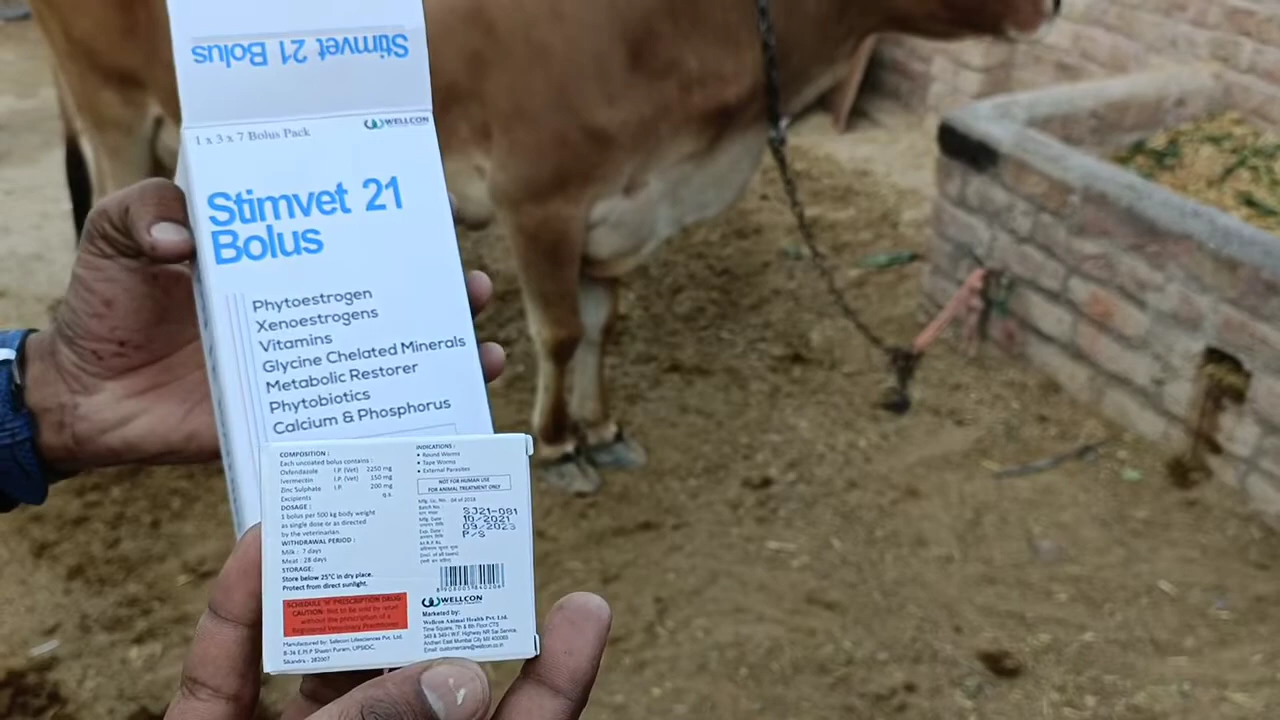 Stimvet 21 Bolus
1 x 3 x 7 Bolus Pack
WELLCON
Stimvet 21
Bolus
Phytoestrogen
Xenoestrogens
Vitamins
Glycine Chelated Minerals
Metabolic Restorer
Phytobiotics
Calcium & Phosphorus
COMPOSITION :
Each uncoated bolus contains :
Oxfendazole I.P. (Vet) 2250 mg
Ivermectin I.P. (Vet) 150 mg
Zinc Sulphate I.P. 200 mg
Excipients q.s.
DOSAGE :
1 bolus per 500 kg body weight
as single dose or as directed
by the veterinarian.
WITHDRAWAL PERIOD :
Milk : 7 days
Meat : 28 days
STORAGE:
Store below 25°C in dry place.
Protect from direct sunlight.
SCHEDULE 'H' PRESCRIPTION DRUG
CAUTION: Not to be sold by retail
without the prescription of a
Registered Veterinary Practitioner
Manufactured by: Safecon Lifesciences Pvt. Ltd.
Sikandra - 282007
INDICATIONS :
• Round Worms
• Tape Worms
• External Parasites
NOT FOR HUMAN USE
FOR ANIMAL TREATMENT ONLY
Mfg. Lic. No. : 04 of 2018
Batch No. : SJ21-081
Mfg. Date : 10/2021
Exp. Date : 09/2023
M.R.P. Rs. P/S
WELLCON
Marketed by:
Wellcon Animal Health Pvt. Ltd.
Time Square, 7th & 8th Floor CTS
349 & 349-I W.F. Highway NR Sai Service,
Andheri East Mumbai City MH 400069
Email: customercare@wellcon.co.in